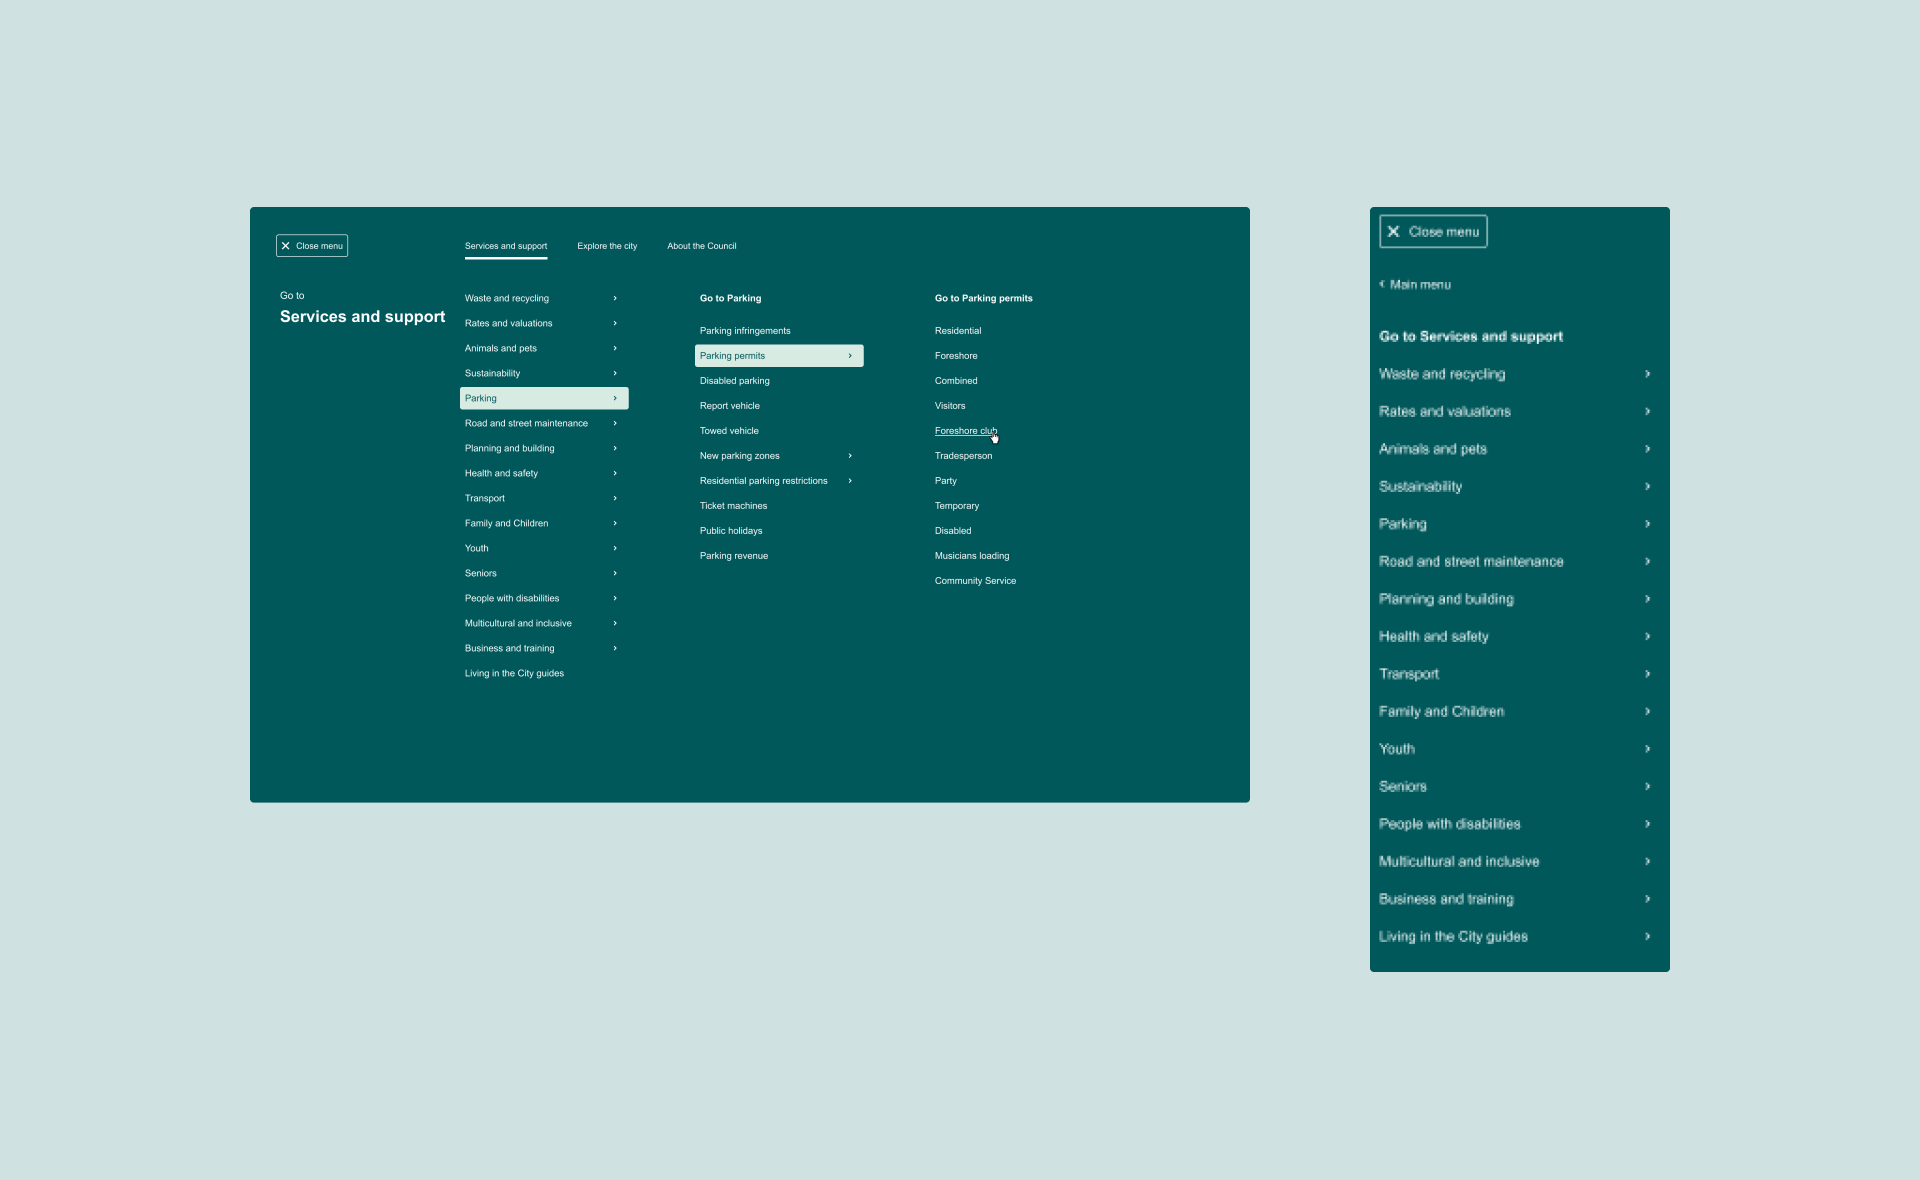 Close menu
Services and support
Explore the city
About the Council
Go to
Services and support
Waste and recycling
Rates and valuations
Animals and pets
Sustainability
Parking
Road and street maintenance
Planning and building
Health and safety
Transport
Family and Children
Youth
Seniors
People with disabilities
Multicultural and inclusive
Business and training
Living in the City guides
Go to Parking
Parking infringements
Parking permits
Disabled parking
Report vehicle
Towed vehicle
New parking zones
Residential parking restrictions
Ticket machines
Public holidays
Parking revenue
Go to Parking permits
Residential
Foreshore
Combined
Visitors
Foreshore club
Tradesperson
Party
Temporary
Disabled
Musicians loading
Community Service
Close menu
Main menu
Go to Services and support
Waste and recycling
Rates and valuations
Animals and pets
Sustainability
Parking
Road and street maintenance
Planning and building
Health and safety
Transport
Family and Children
Youth
Seniors
People with disabilities
Multicultural and inclusive
Business and training
Living in the City guides